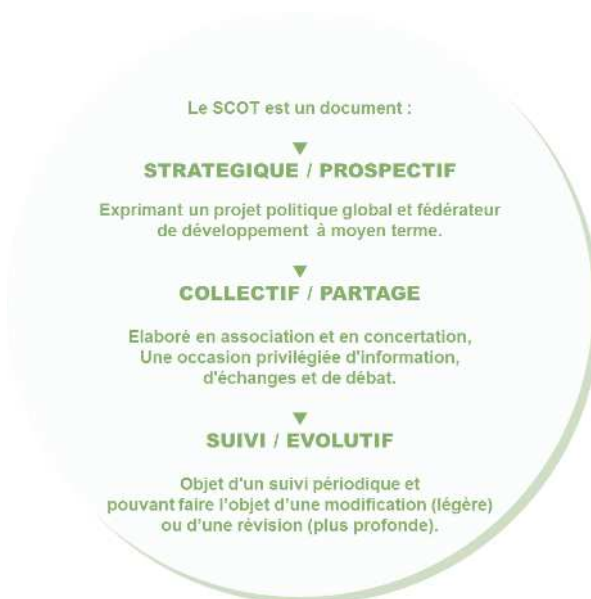 Le SCOT est un document :
STRATEGIQUE / PROSPECTIF
Exprimant un projet politique global et fédérateur
de développement à moyen terme.
COLLECTIF / PARTAGE
Elaboré en association et en concertation,
Une occasion privilégiée d'information,
d'échanges et de débat.
SUIVI / EVOLUTIF
Objet d'un suivi périodique et
pouvant faire l'objet d'une modification (légère)
ou d'une révision (plus profonde).